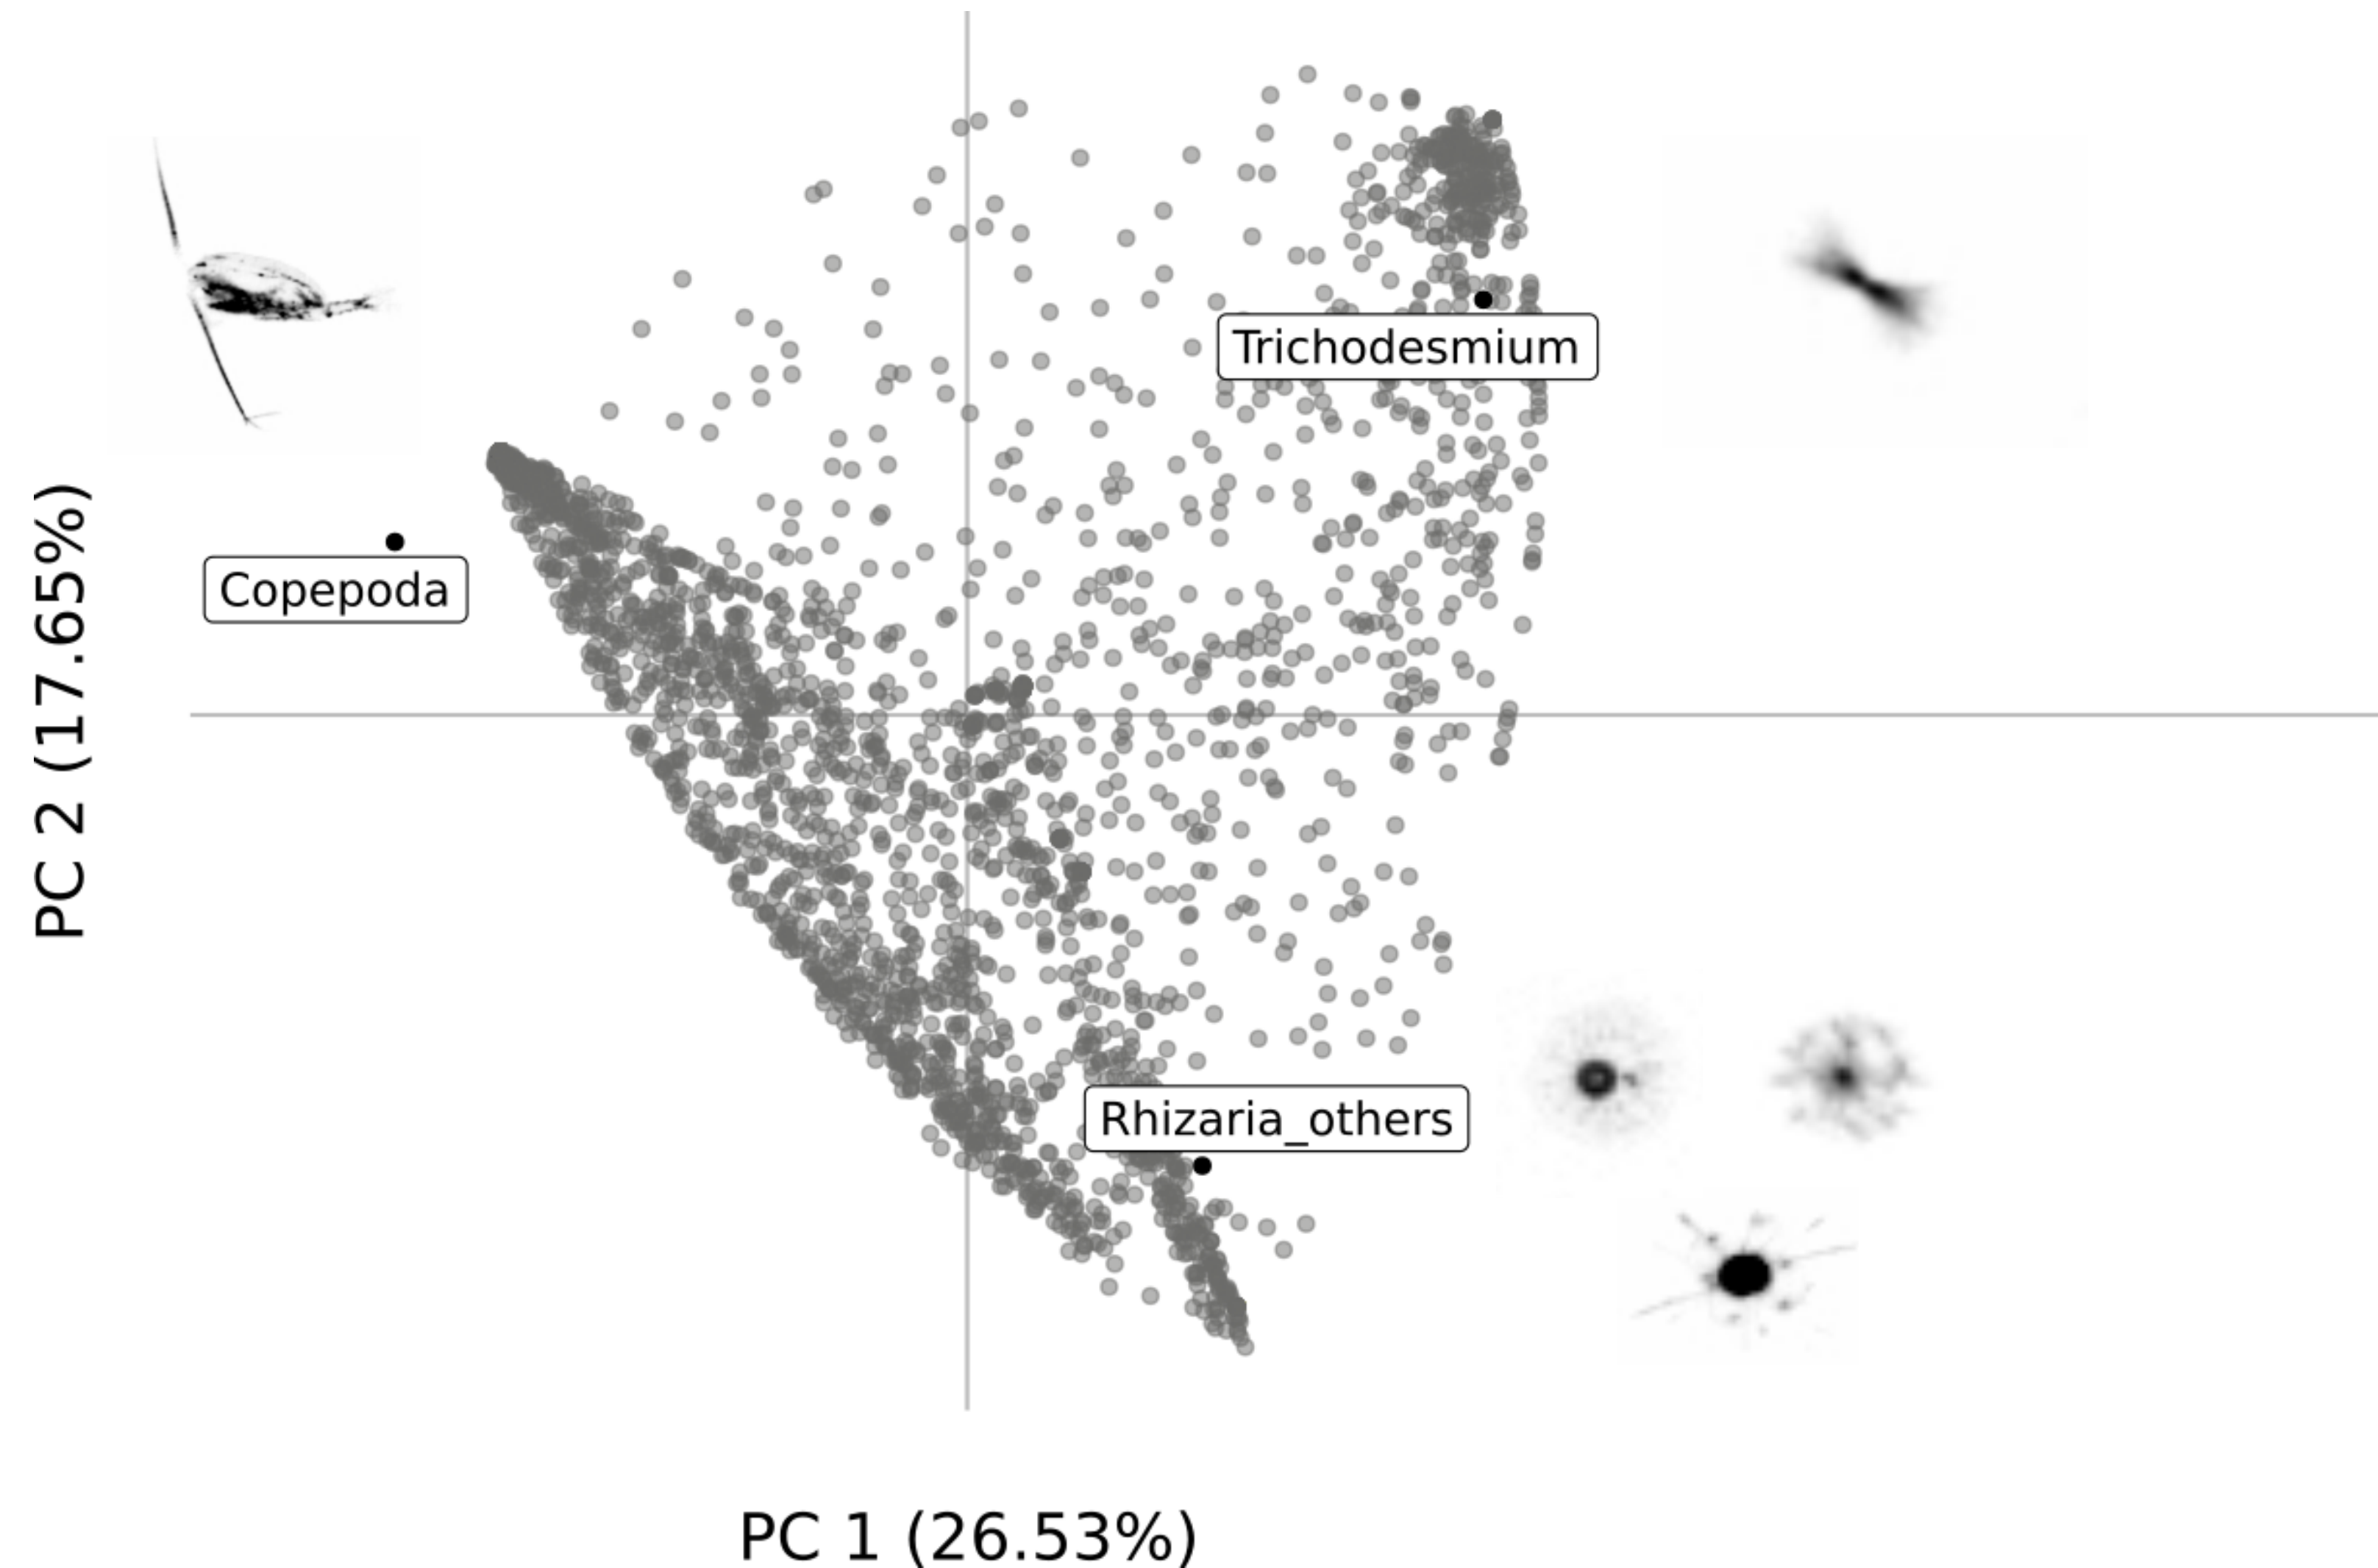 Trichodesmium
Copepoda
PC 2 (17.65%)
Rhizaria_others
PC 1 (26.53%)